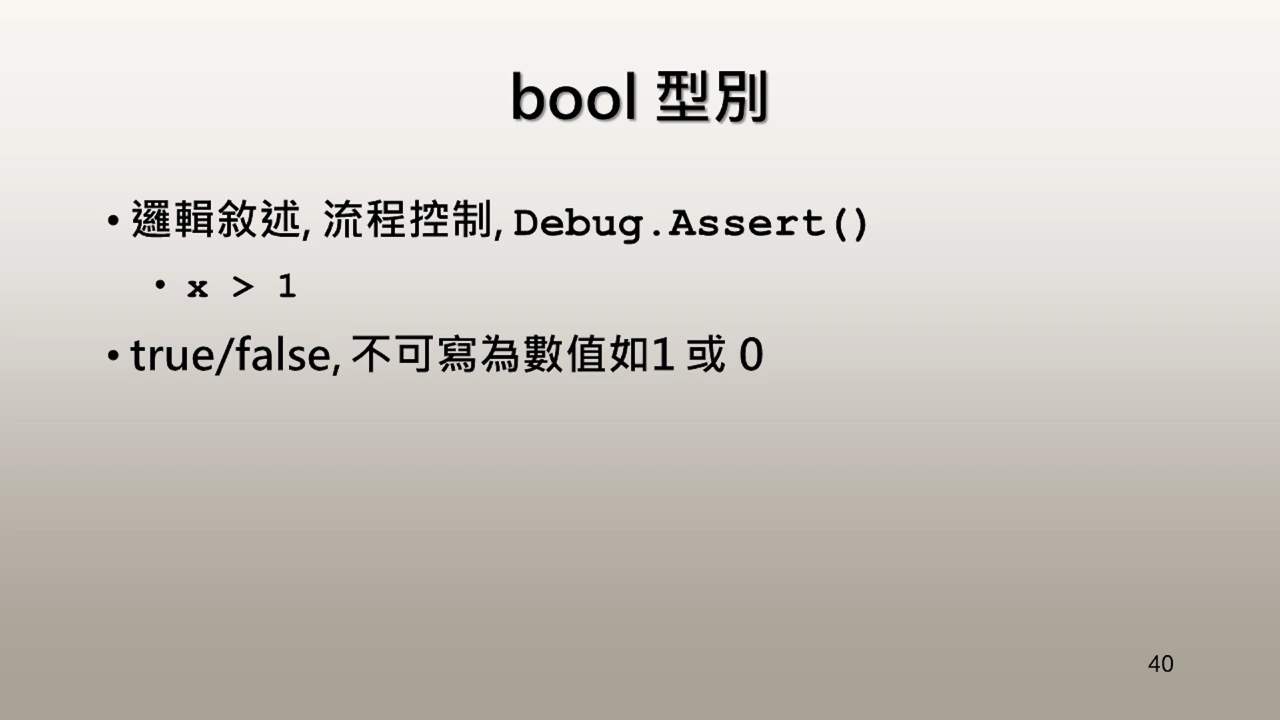 bool 型別
• 邏輯敘述, 流程控制, Debug.Assert()
• x > 1
• true/false, 不可寫為數值如1 或 0
40